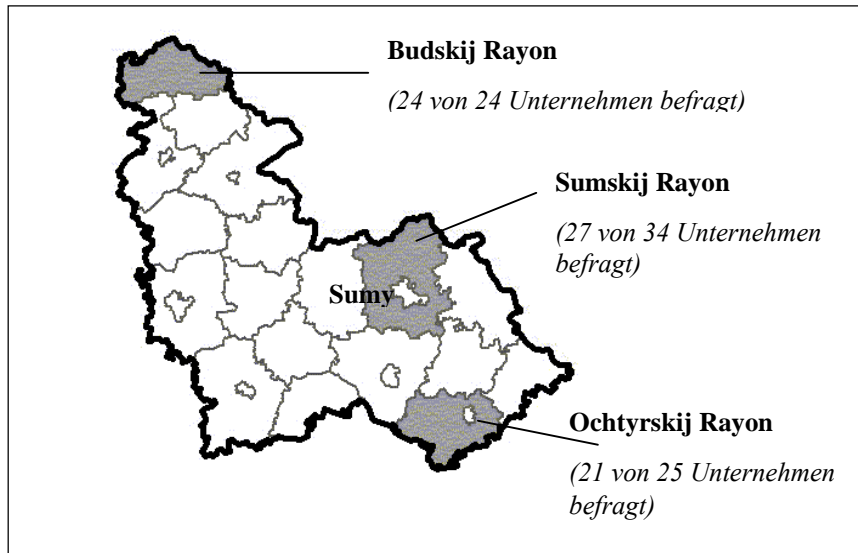 Budskij Rayon
(24 von 24 Unternehmen befragt)
Sumskij Rayon
(27 von 34 Unternehmen
befragt)
Sumy
Ochtyrskij Rayon
(21 von 25 Unternehmen
befragt)